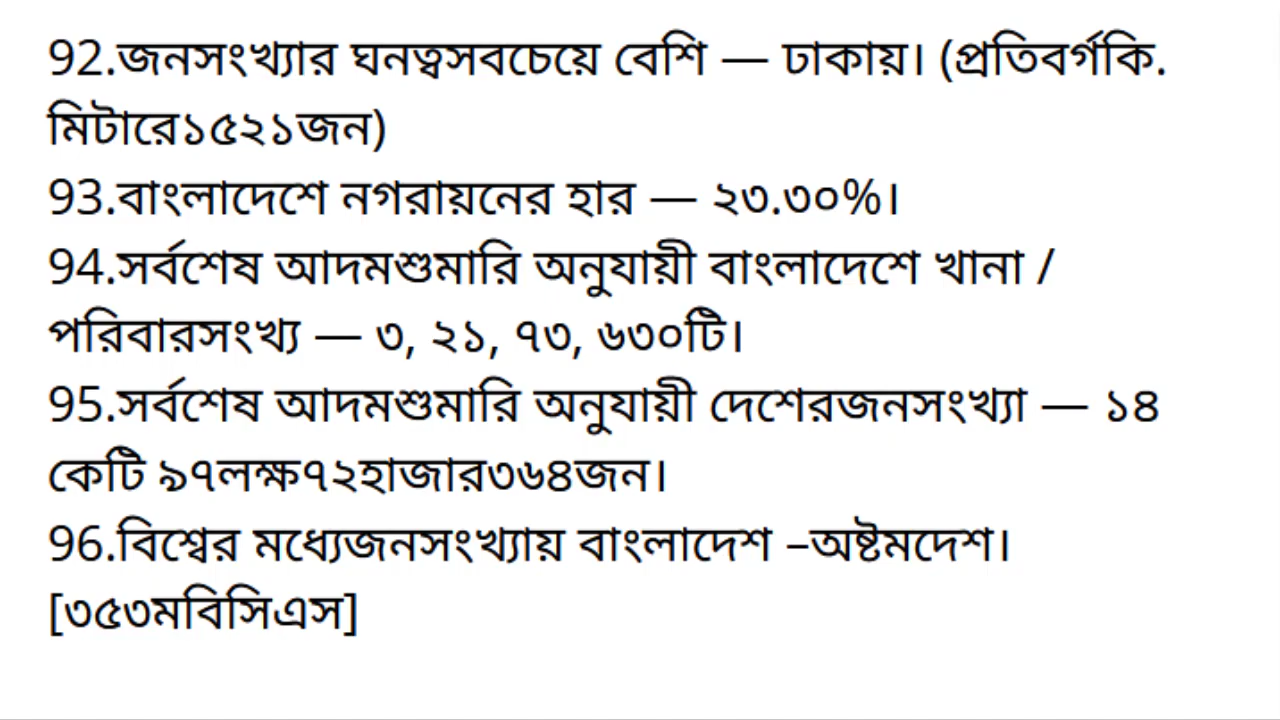 92.জনসংখ্যার ঘনত্বসবচেয়ে বেশি — ঢাকায়। (প্রতিবর্গকি.
মিটারে১৫২১জন)
93.বাংলাদেশে নগরায়নের হার — ২৩.৩০%।
94.সর্বশেষ আদমশুমারি অনুযায়ী বাংলাদেশে খানা /
পরিবারসংখ্য — ৩, ২১, ৭৩, ৬৩০টি।
95.সর্বশেষ আদমশুমারি অনুযায়ী দেশেরজনসংখ্যা — ১৪
কেটি ৯৭লক্ষ৭২হাজার৩৬৪জন।
96.বিশ্বের মধ্যেজনসংখ্যায় বাংলাদেশ –অষ্টমদেশ।
[৩৫৩মবিসিএস]